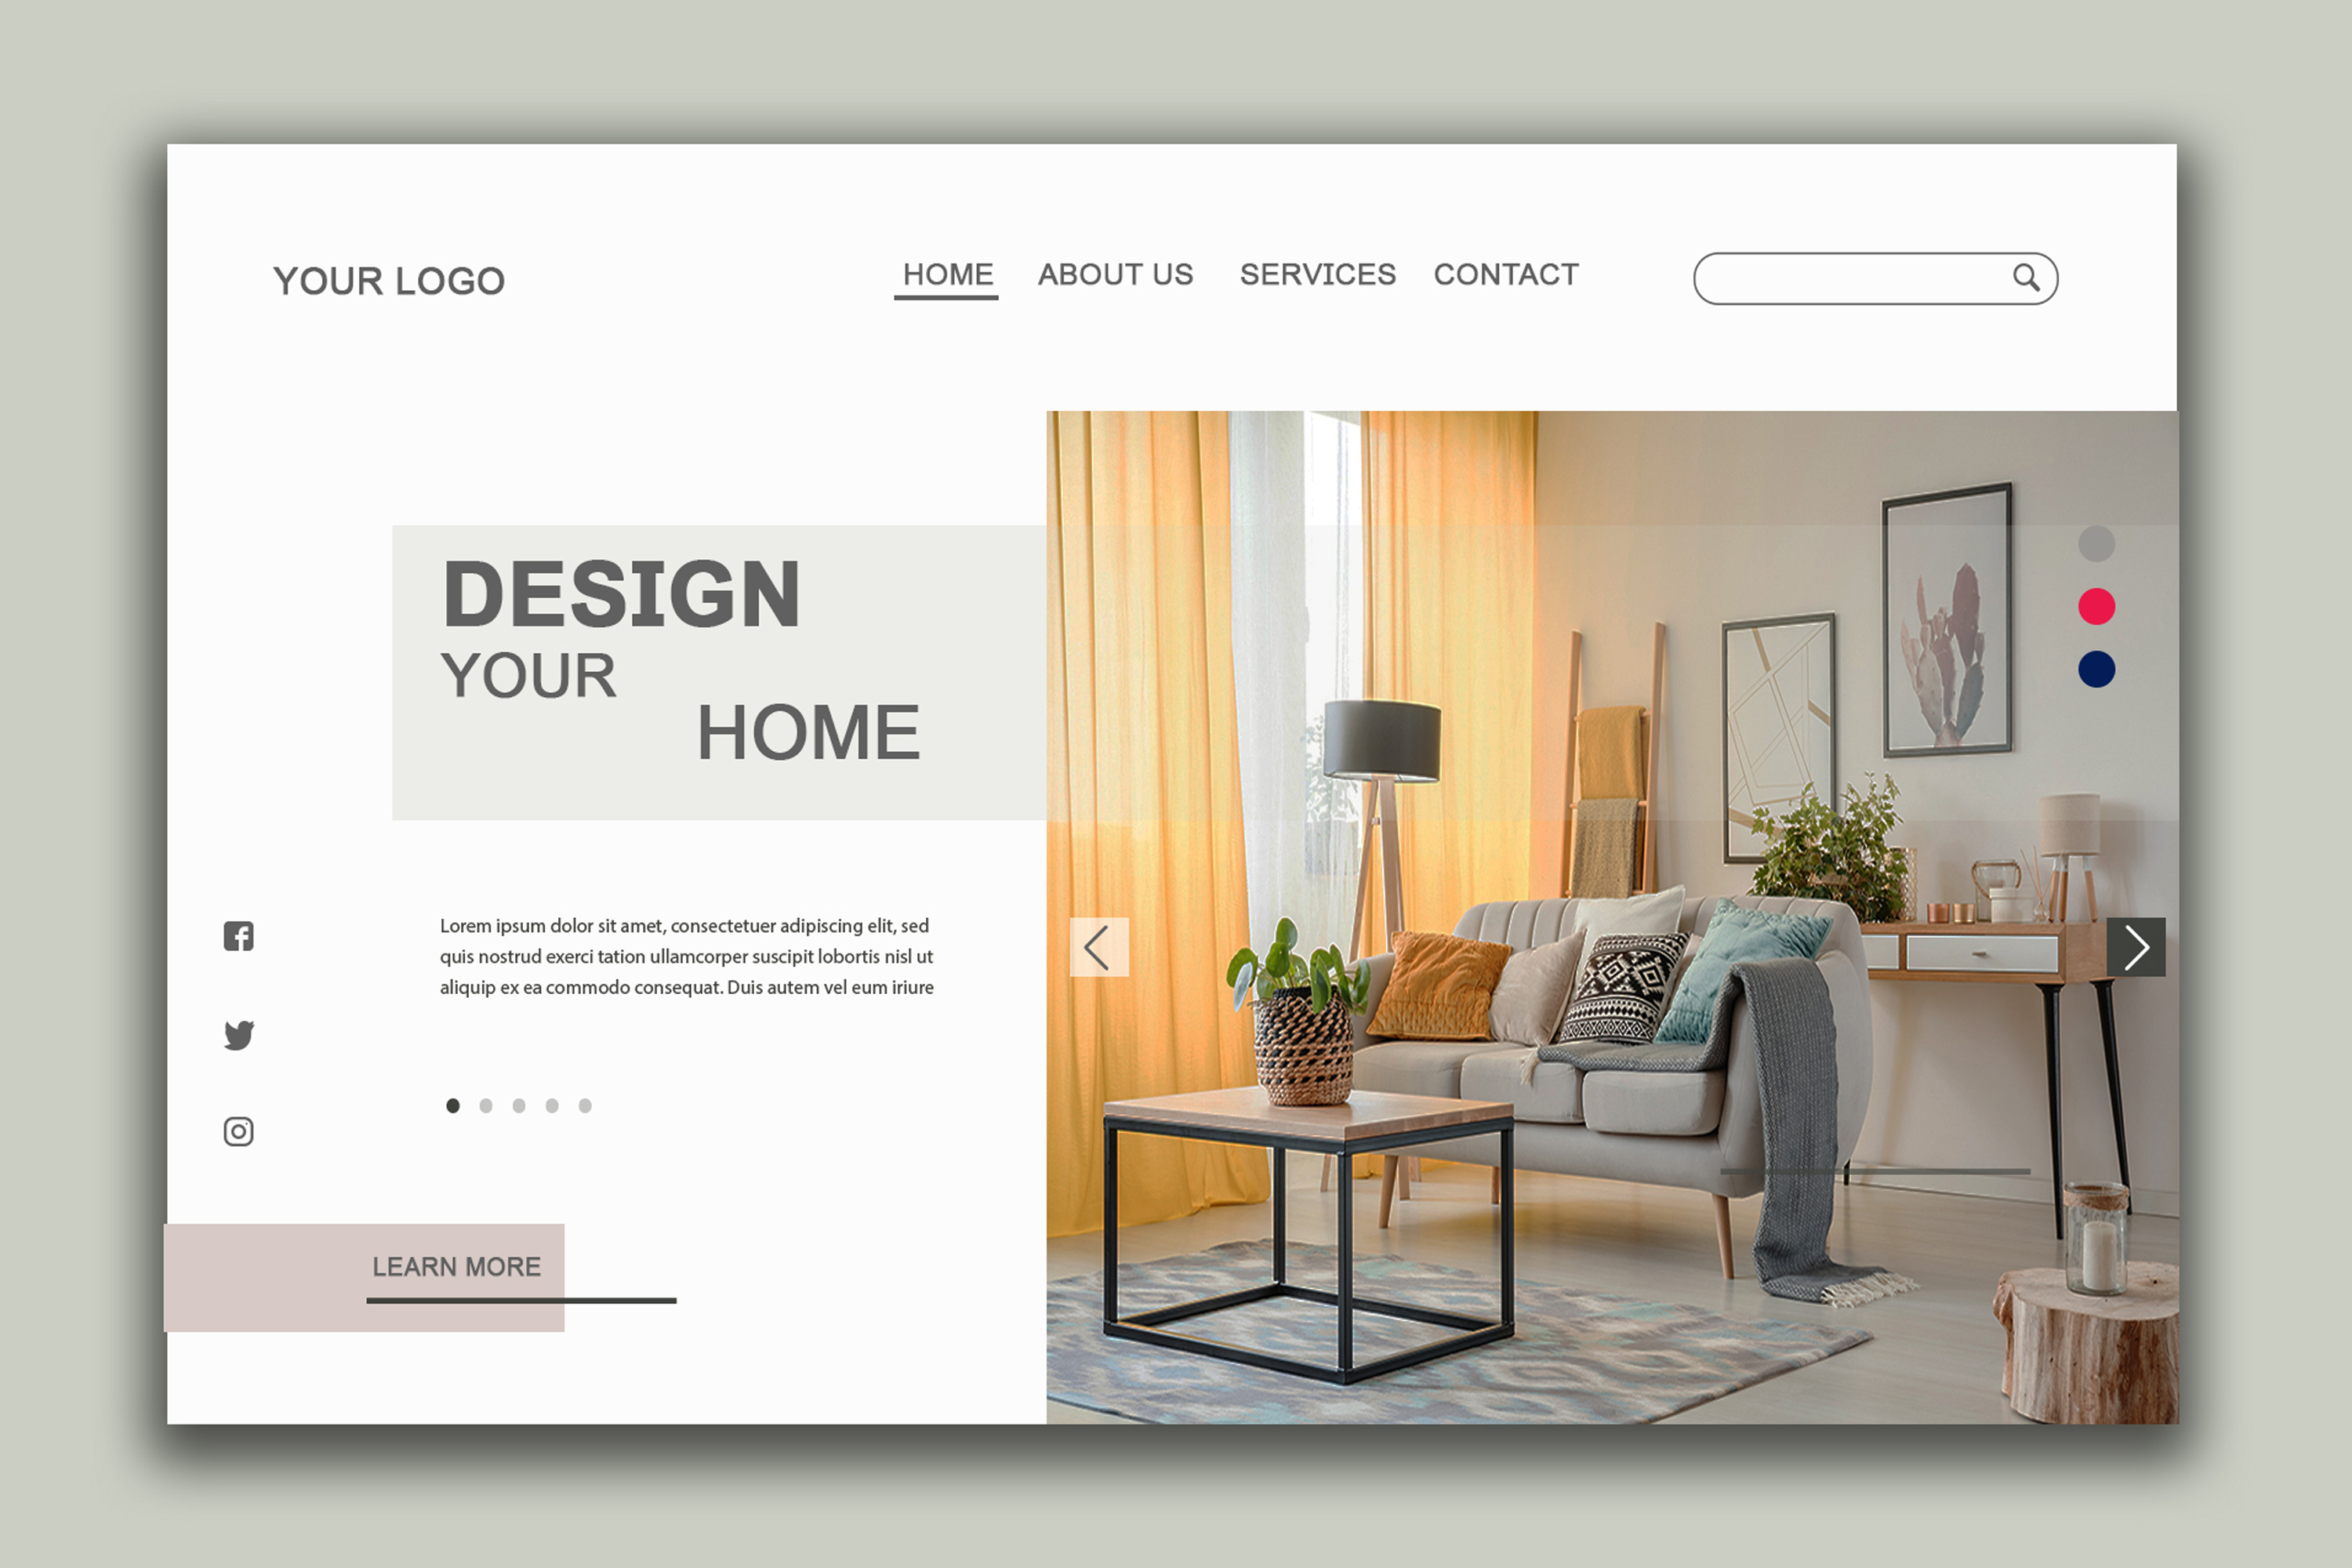 YOUR LOGO
HOME ABOUT US SERVICES CONTACT
DESIGN
YOUR
HOME
Lorem ipsum dolor sit amet, consectetuer adipiscing elit, sed
quis nostrud exerci tation ullamcorper suscipit lobortis nisl ut
aliquip ex ea commodo consequat. Duis autem vel eum iriure
LEARN MORE